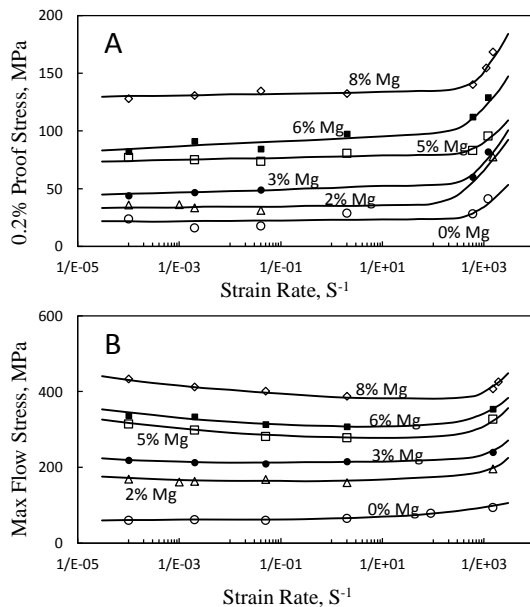 A
0.2% Proof Stress, MPa
200
150
100
50
0
8% Mg
6% Mg
5% Mg
3% Mg
2% Mg
0% Mg
1/E-05 1/E-03 1/E-01 1/E+01 1/E+03
Strain Rate, S-1
B
Max Flow Stress, MPa
600
400
200
0
8% Mg
6% Mg
5% Mg
3% Mg
2% Mg
0% Mg
1/E-05 1/E-03 1/E-01 1/E+01 1/E+03
Strain Rate, S-1